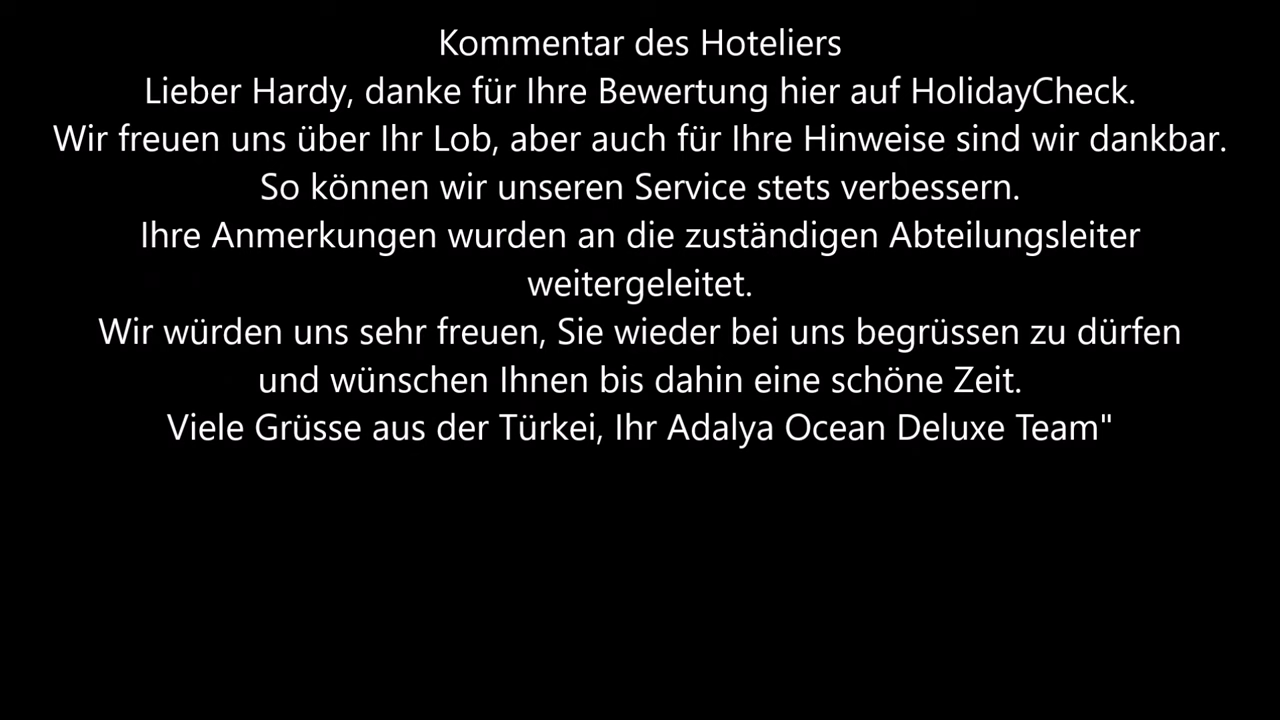 Kommentar des Hoteliers
Lieber Hardy, danke für Ihre Bewertung hier auf HolidayCheck.
Wir freuen uns über Ihr Lob, aber auch für Ihre Hinweise sind wir dankbar.
So können wir unseren Service stets verbessern.
Ihre Anmerkungen wurden an die zuständigen Abteilungsleiter
weitergeleitet.
Wir würden uns sehr freuen, Sie wieder bei uns begrüssen zu dürfen
und wünschen Ihnen bis dahin eine schöne Zeit.
Viele Grüsse aus der Türkei, Ihr Adalya Ocean Deluxe Team"